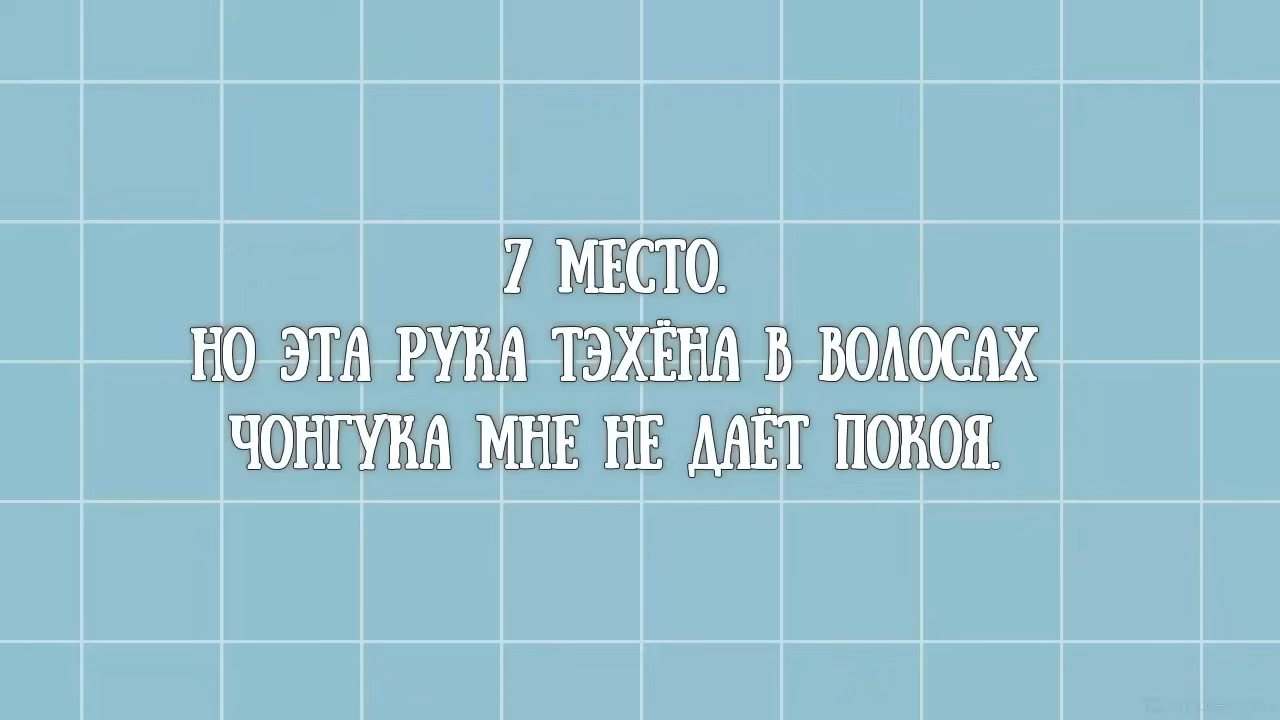 7 МЕСТО.
НО ЭТА РУКА ТЭХЁНА В ВОЛОСАХ
ЧОНГУКА МНЕ НЕ ДАЁТ ПОКОЯ.